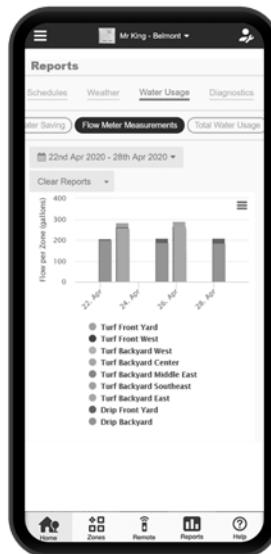 Mr King - Belmont
Reports
Schedules Weather Water Usage Diagnostics
ater Saving Flow Meter Measurements Total Water Usage
22nd Apr 2020 - 28th Apr 2020
Clear Reports
Flow per Zone (gallons)
400
300
200
100
0
22. Apr 24. Apr 26. Apr 28. Apr
Turf Front Yard
Turf Front West
Turf Backyard West
Turf Backyard Center
Turf Backyard Middle East
Turf Backyard Southeast
Turf Backyard East
Drip Front Yard
Drip Backyard
Home Zones Remote Reports Help